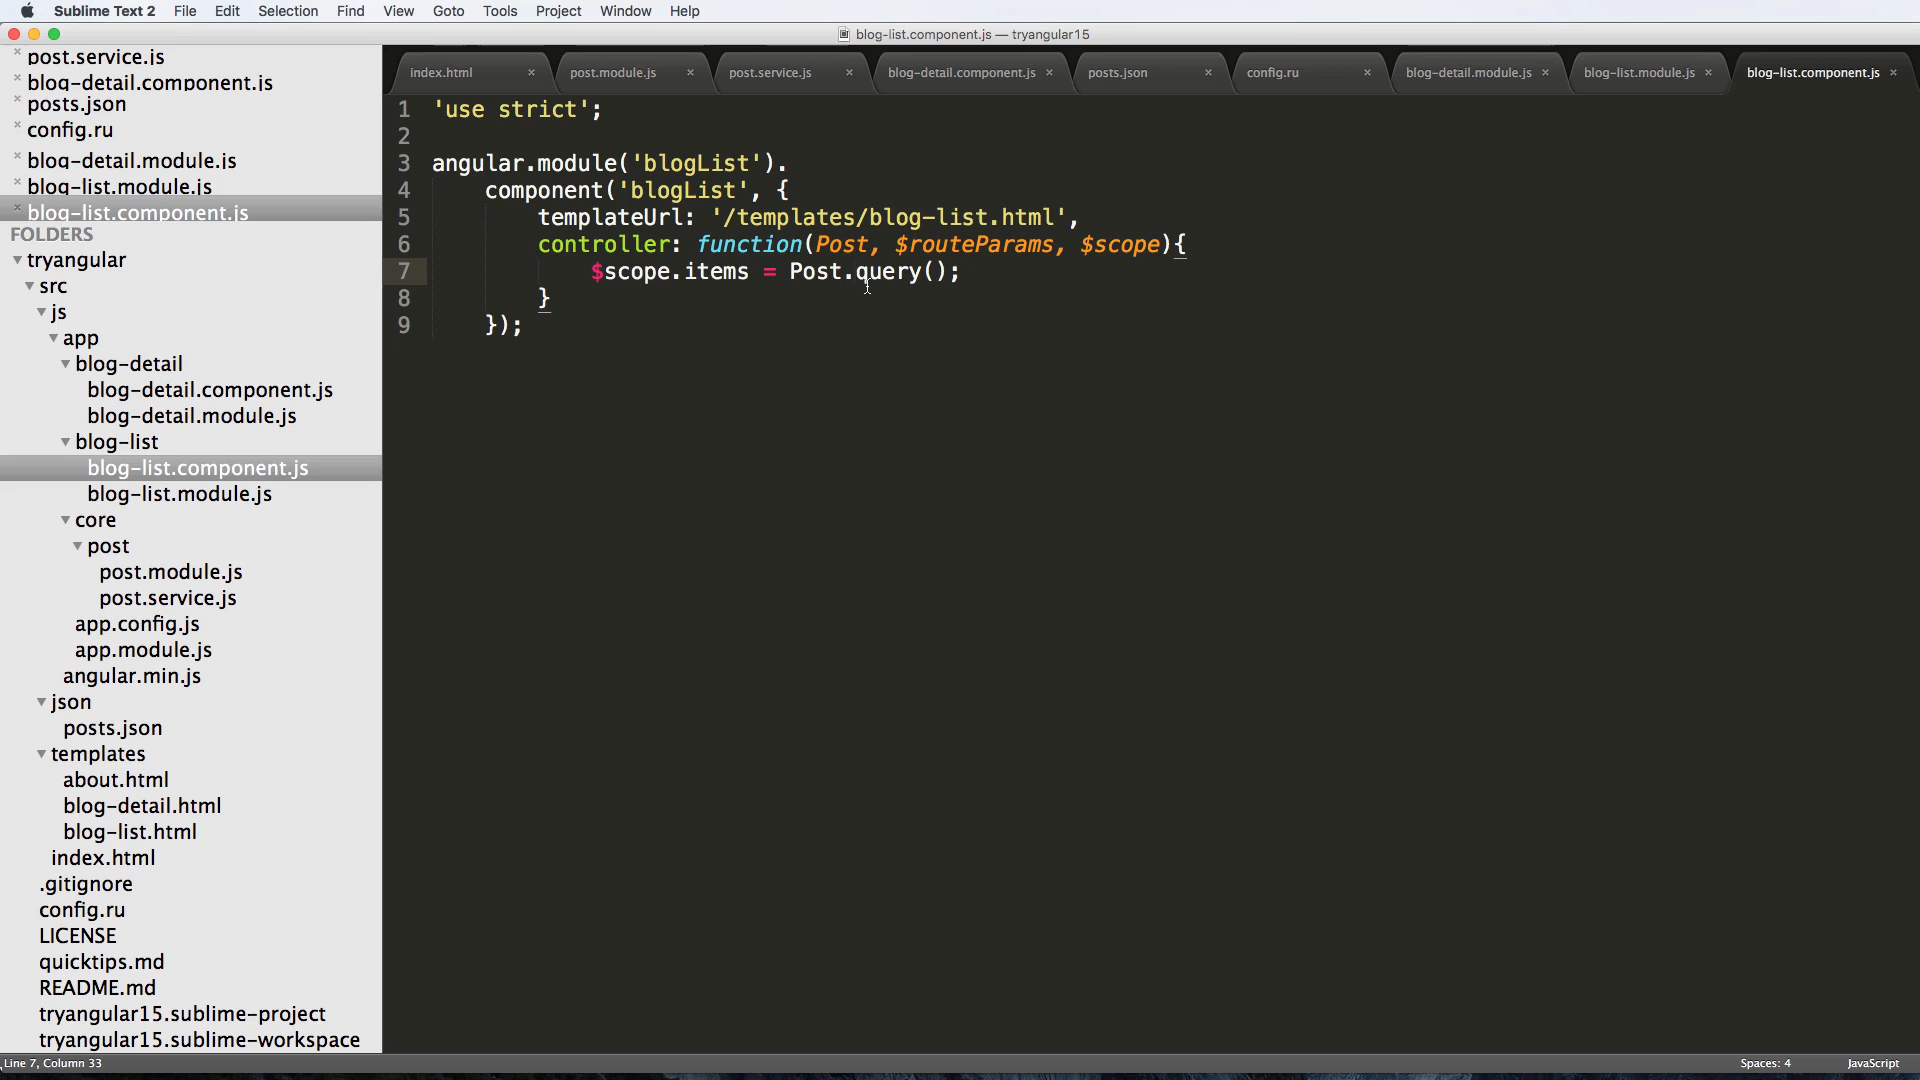 Sublime Text 2 File Edit Selection Find View Goto Tools Project Window Help
blog-list.component.js — tryangular15
post.service.js
blog-detail.component.js
posts.json
config.ru
blog-detail.module.js
blog-list.module.js
blog-list.component.js
FOLDERS
tryangular
src
js
app
blog-detail
blog-detail.component.js
blog-detail.module.js
blog-list
blog-list.component.js
blog-list.module.js
core
post
post.module.js
post.service.js
app.config.js
app.module.js
angular.min.js
json
posts.json
templates
about.html
blog-detail.html
blog-list.html
index.html
.gitignore
config.ru
LICENSE
quicktips.md
README.md
tryangular15.sublime-project
tryangular15.sublime-workspace
index.html post.module.js post.service.js blog-detail.component.js posts.json config.ru blog-detail.module.js blog-list.module.js blog-list.component.js
1 'use strict';
2
3 angular.module('blogList').
4 component('blogList', {
5 templateUrl: '/templates/blog-list.html',
6 controller: function(Post, $routeParams, $scope){
7 $scope.items = Post.query();
8 }
9 });
Line 7, Column 33 Spaces: 4 JavaScript